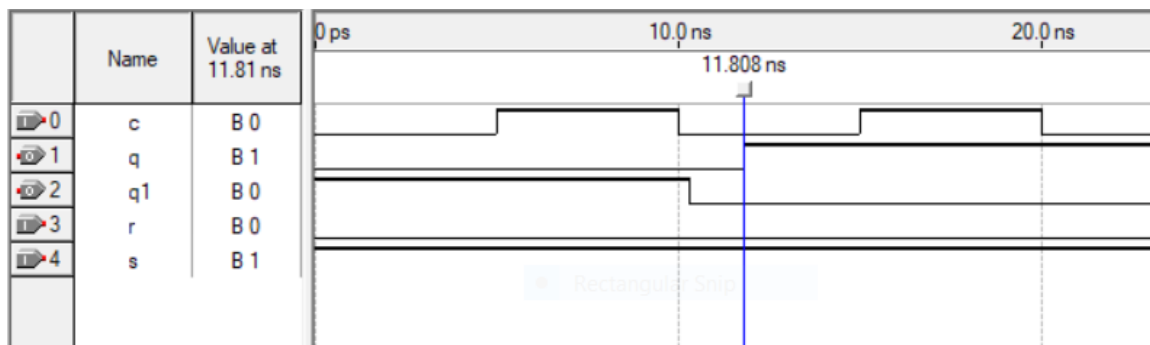 Name
Value at
11.81 ns
0 ps
10.0 ns
20.0 ns
11.808 ns
0
c
B 0
1
q
B 1
2
q1
B 0
3
r
B 0
4
s
B 1
Rectangular Snip